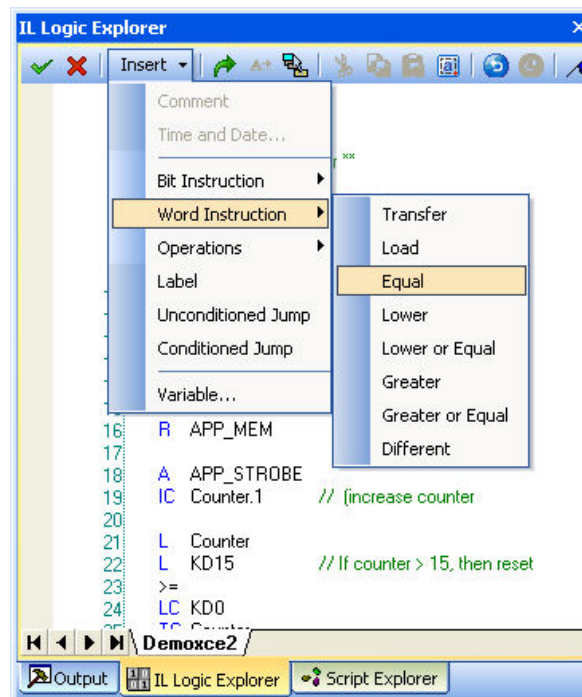 IL Logic Explorer
Insert
Comment
Time and Date...
**
Bit Instruction
Word Instruction
Operations
Label
Unconditioned Jump
Conditioned Jump
Variable...
Transfer
Load
Equal
Lower
Lower or Equal
Greater
Greater or Equal
Different
16 R APP_MEM
17
18 A APP_STROBE
19 IC Counter.1 // (increase counter
20
21 L Counter
22 L KD15 // If counter > 15, then reset
23 >=
24 LC KD0
Demoxce2
Output IL Logic Explorer Script Explorer